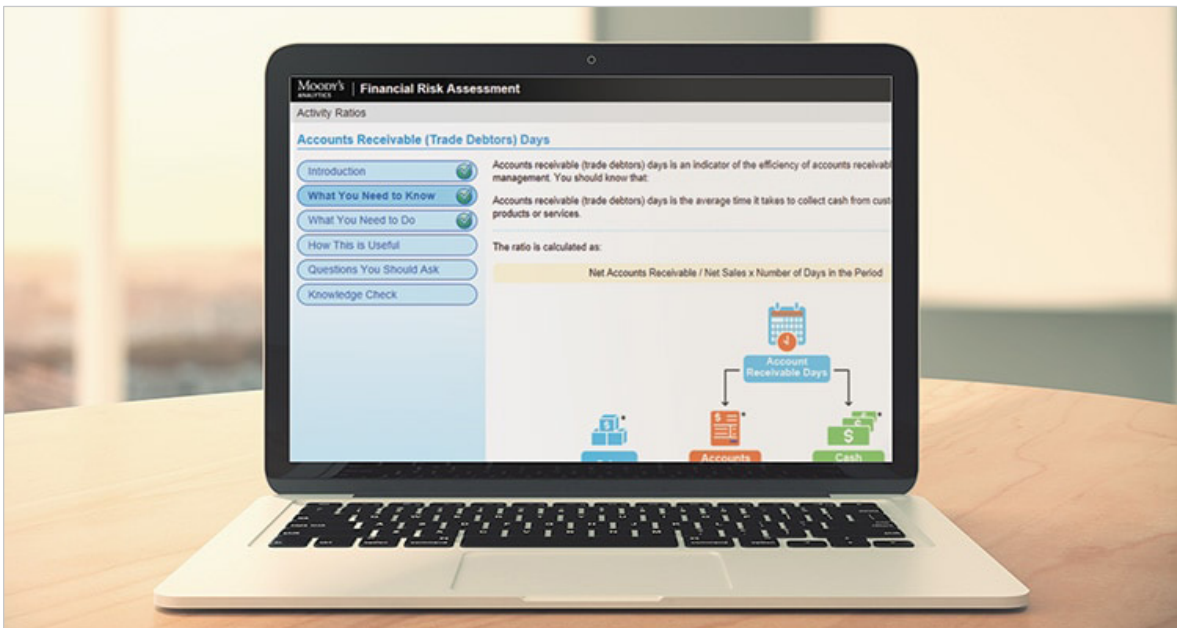 MOODY'S ANALYTICS | Financial Risk Assessment
Activity Ratios
Accounts Receivable (Trade Debtors) Days
Introduction
What You Need to Know
What You Need to Do
How This is Useful
Questions You Should Ask
Knowledge Check
Accounts receivable (trade debtors) days is an indicator of the efficiency of accounts receivabl
management. You should know that:
Accounts receivable (trade debtors) days is the average time it takes to collect cash from cust
products or services.
The ratio is calculated as:
Net Accounts Receivable / Net Sales x Number of Days in the Period
Account
Receivable Days
Accounts
Cash